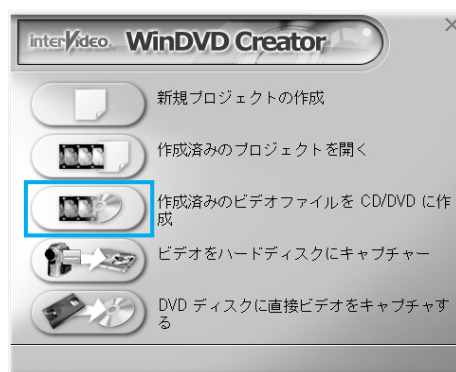 interVideo. WinDVD Creator
新規プロジェクトの作成
作成済みのプロジェクトを開く
作成済みのビデオファイルを CD/DVD に作
成
ビデオをハードディスクにキャプチャー
DVD ディスクに直接ビデオをキャプチャす
る